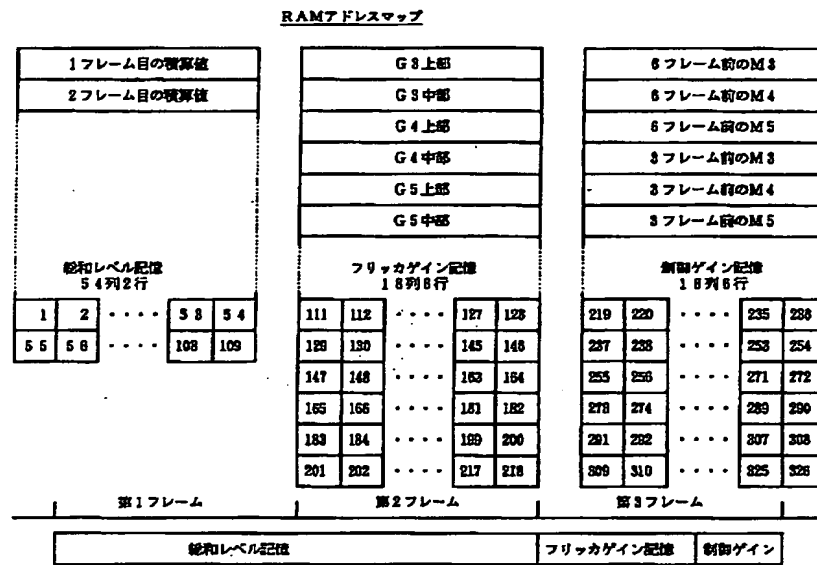 RAMアドレスマップ
1フレーム目の積算値 G3上部 6フレーム前のM3
2フレーム目の積算値 G3中部 6フレーム前のM4
G4上部 6フレーム前のM5
G4中部 3フレーム前のM3
G5上部 3フレーム前のM4
G5中部 3フレーム前のM5
総和レベル記憶 フリッカゲイン記憶 制御ゲイン記憶
54列2行 18列6行 18列6行
1 2 ・・・・ 53 54 111 112 ・・・・ 127 128 219 220 ・・・・ 235 236
55 56 ・・・・ 108 109 129 130 ・・・・ 145 146 237 238 ・・・・ 253 254
147 148 ・・・・ 163 164 255 256 ・・・・ 271 272
165 166 ・・・・ 181 182 273 274 ・・・・ 289 290
183 184 ・・・・ 199 200 291 292 ・・・・ 307 308
201 202 ・・・・ 217 218 309 310 ・・・・ 325 326
第1フレーム 第2フレーム 第3フレーム
総和レベル記憶 フリッカゲイン記憶 制御ゲイン